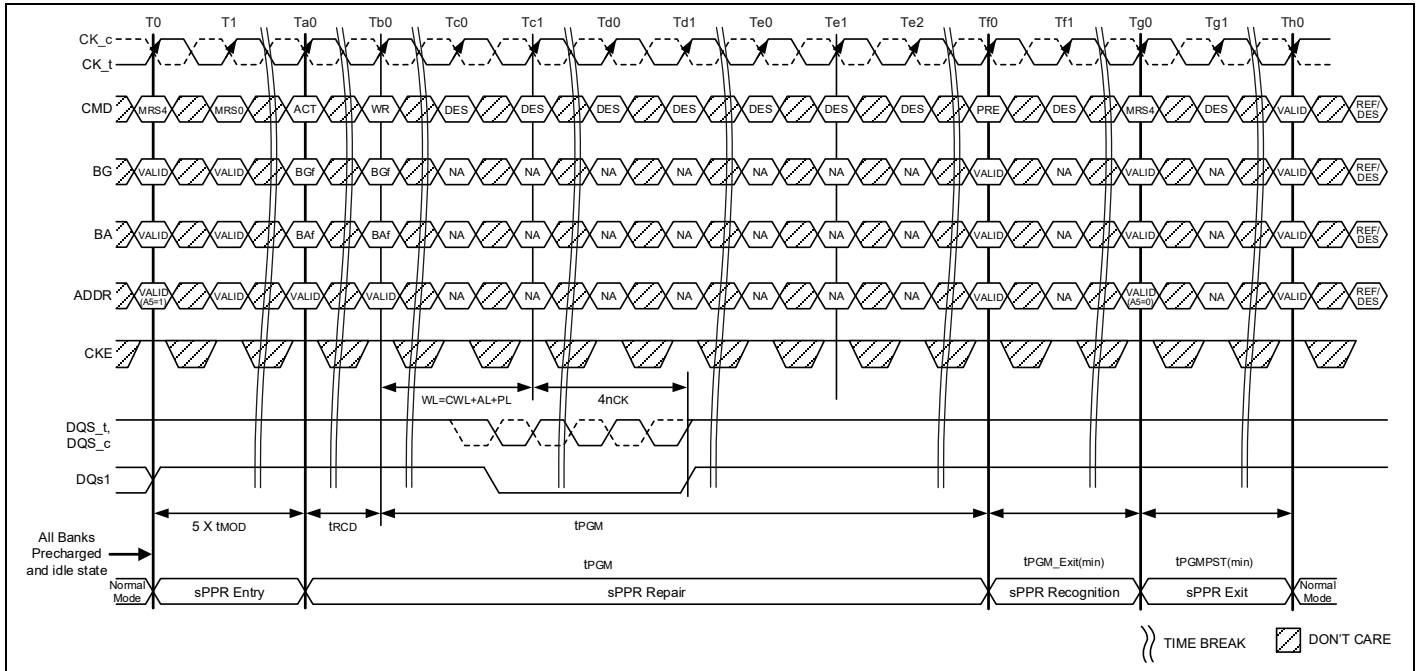 T0 T1 Ta0 Tb0 Tc0 Tc1 Td0 Td1 Te0 Te1 Te2 Tf0 Tf1 Tg0 Tg1 Th0
CK_c
CK_t
CMD MRS4 MRS0 ACT WR DES DES DES DES DES DES DES PRE DES MRS4 DES VALID REF/
DES
BG VALID VALID BGf BGf NA NA NA NA NA NA NA VALID NA VALID NA VALID REF/
DES
BA VALID VALID BAf BAf NA NA NA NA NA NA NA VALID NA VALID NA VALID REF/
DES
ADDR VALID (A5=1) VALID VALID VALID NA NA NA NA NA NA NA VALID NA VALID (A5=0) NA VALID REF/
DES
CKE
WL=CWL+AL+PL 4nCK
DQS_t,
DQS_c
DQs1
5 X tMOD tRCD tPGM
All Banks
Precharged
and idle state
tPGM tPGM_Exit(min) tPGMPST(min)
Normal
Mode
sPPR Entry sPPR Repair sPPR Recognition sPPR Exit
Normal
Mode
TIME BREAK DON'T CARE